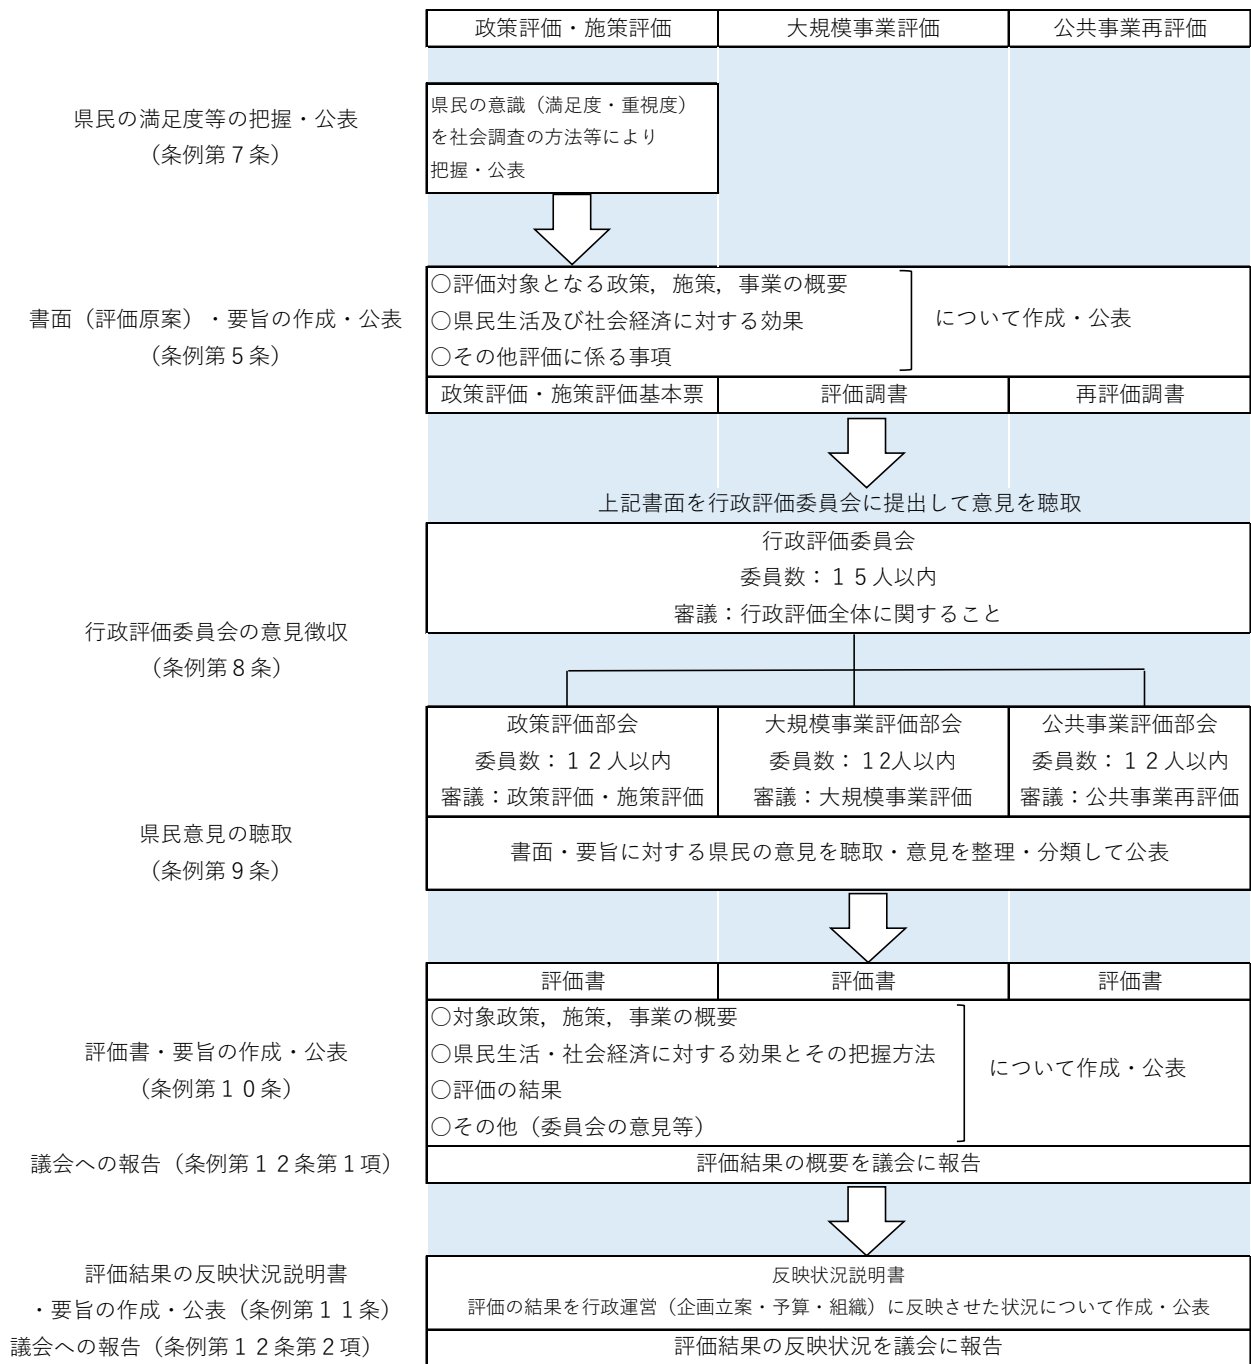 政策評価・施策評価
大規模事業評価
公共事業再評価
県民の満足度等の把握・公表
（条例第７条）
県民の意識（満足度・重視度）
を社会調査の方法等により
把握・公表
書面（評価原案）・要旨の作成・公表
（条例第５条）
○評価対象となる政策，施策，事業の概要
○県民生活及び社会経済に対する効果
○その他評価に係る事項
について作成・公表
政策評価・施策評価基本票
評価調書
再評価調書
上記書面を行政評価委員会に提出して意見を聴取
行政評価委員会の意見徴収
（条例第８条）
行政評価委員会
委員数：１５人以内
審議：行政評価全体に関すること
政策評価部会
委員数：１２人以内
審議：政策評価・施策評価
大規模事業評価部会
委員数：12人以内
審議：大規模事業評価
公共事業評価部会
委員数：１２人以内
審議：公共事業再評価
県民意見の聴取
（条例第９条）
書面・要旨に対する県民の意見を聴取・意見を整理・分類して公表
評価書
評価書
評価書
評価書・要旨の作成・公表
（条例第１０条）
○対象政策，施策，事業の概要
○県民生活・社会経済に対する効果とその把握方法
○評価の結果
○その他（委員会の意見等）
について作成・公表
議会への報告（条例第１２条第１項）
評価結果の概要を議会に報告
評価結果の反映状況説明書
・要旨の作成・公表（条例第１１条）
反映状況説明書
評価の結果を行政運営（企画立案・予算・組織）に反映させた状況について作成・公表
議会への報告（条例第１２条第２項）
評価結果の反映状況を議会に報告